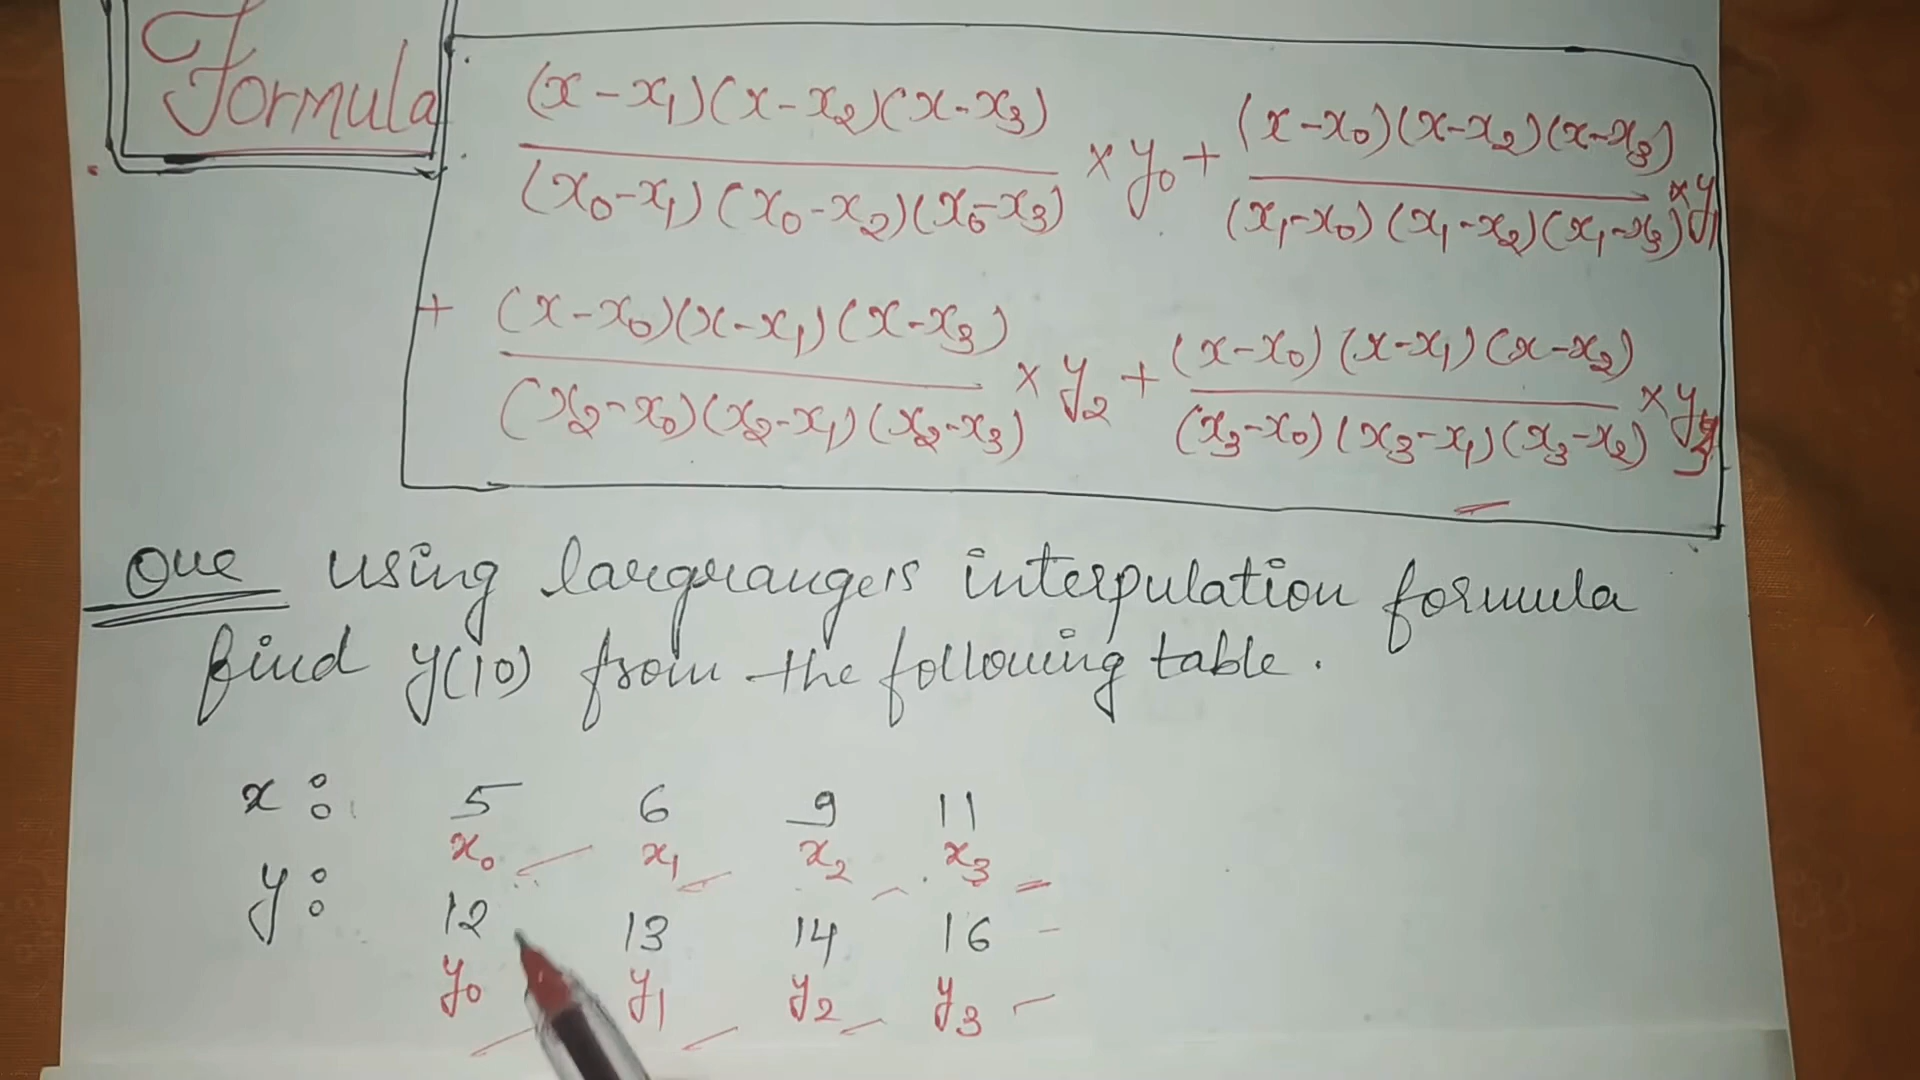 Formula
(x-x₁)(x-x₂)(x-x₃)
(x₀-x₁)(x₀-x₂)(x₀-x₃) × y₀ +
(x-x₀)(x-x₂)(x-x₃)
(x₁-x₀)(x₁-x₂)(x₁-x₃) × y₁
+ (x-x₀)(x-x₁)(x-x₃)
(x₂-x₀)(x₂-x₁)(x₂-x₃) × y₂ +
(x-x₀)(x-x₁)(x-x₂)
(x₃-x₀)(x₃-x₁)(x₃-x₂) × y₃
Que using largrangers interpulation formula
find y(10) from the following table.
x : 5 6 9 11
x₀ x₁ x₂ x₃
y : 12 13 14 16
y₀ y₁ y₂ y₃